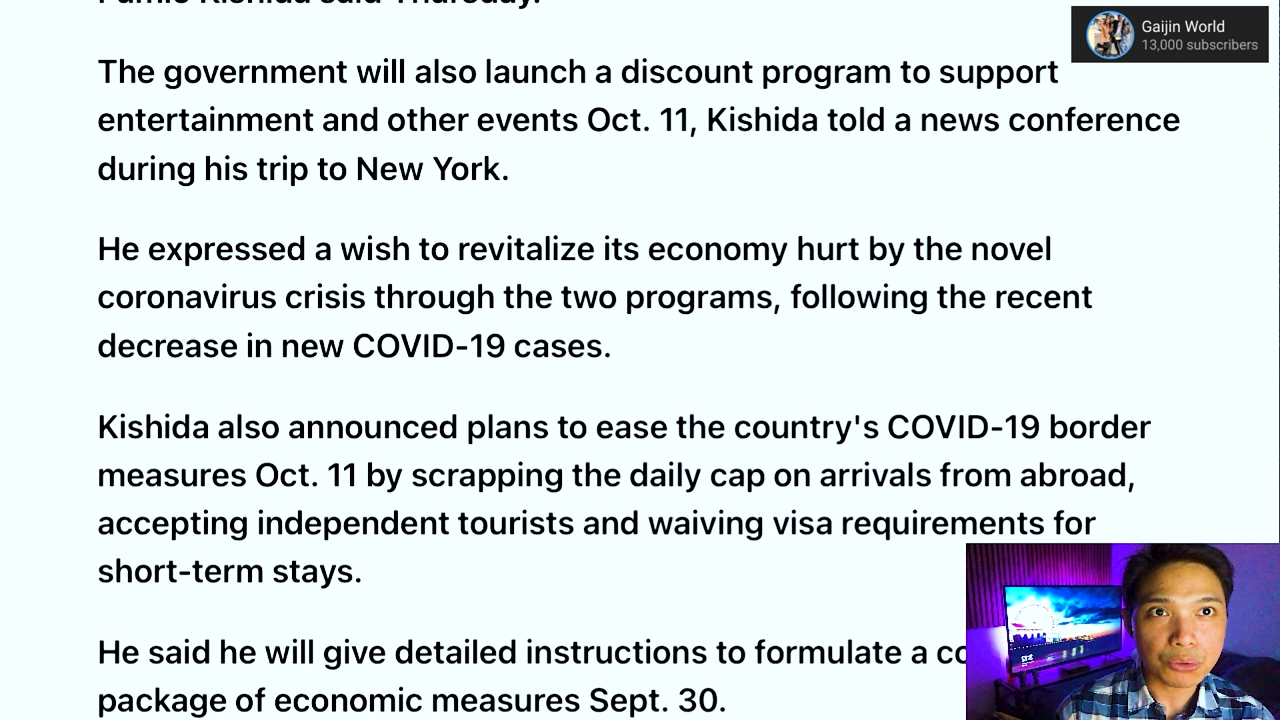 Fumio Kishida said Thursday.
Gaijin World
13,000 subscribers
The government will also launch a discount program to support
entertainment and other events Oct. 11, Kishida told a news conference
during his trip to New York.
He expressed a wish to revitalize its economy hurt by the novel
coronavirus crisis through the two programs, following the recent
decrease in new COVID-19 cases.
Kishida also announced plans to ease the country's COVID-19 border
measures Oct. 11 by scrapping the daily cap on arrivals from abroad,
accepting independent tourists and waiving visa requirements for
short-term stays.
He said he will give detailed instructions to formulate a
package of economic measures Sept. 30.